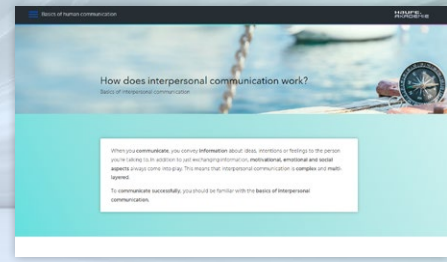 Basics of human communication
HAUFE.
AKADEMIE
How does interpersonal communication work?
Basics of interpersonal communication
When you communicate, you convey information about ideas, intentions or feelings to the person
you're talking to. In addition to just exchanging information, motivational, emotional and social
aspects always come into play. This means that interpersonal communication is complex and multi-
layered.
To communicate successfully, you should be familiar with the basics of interpersonal
communication.